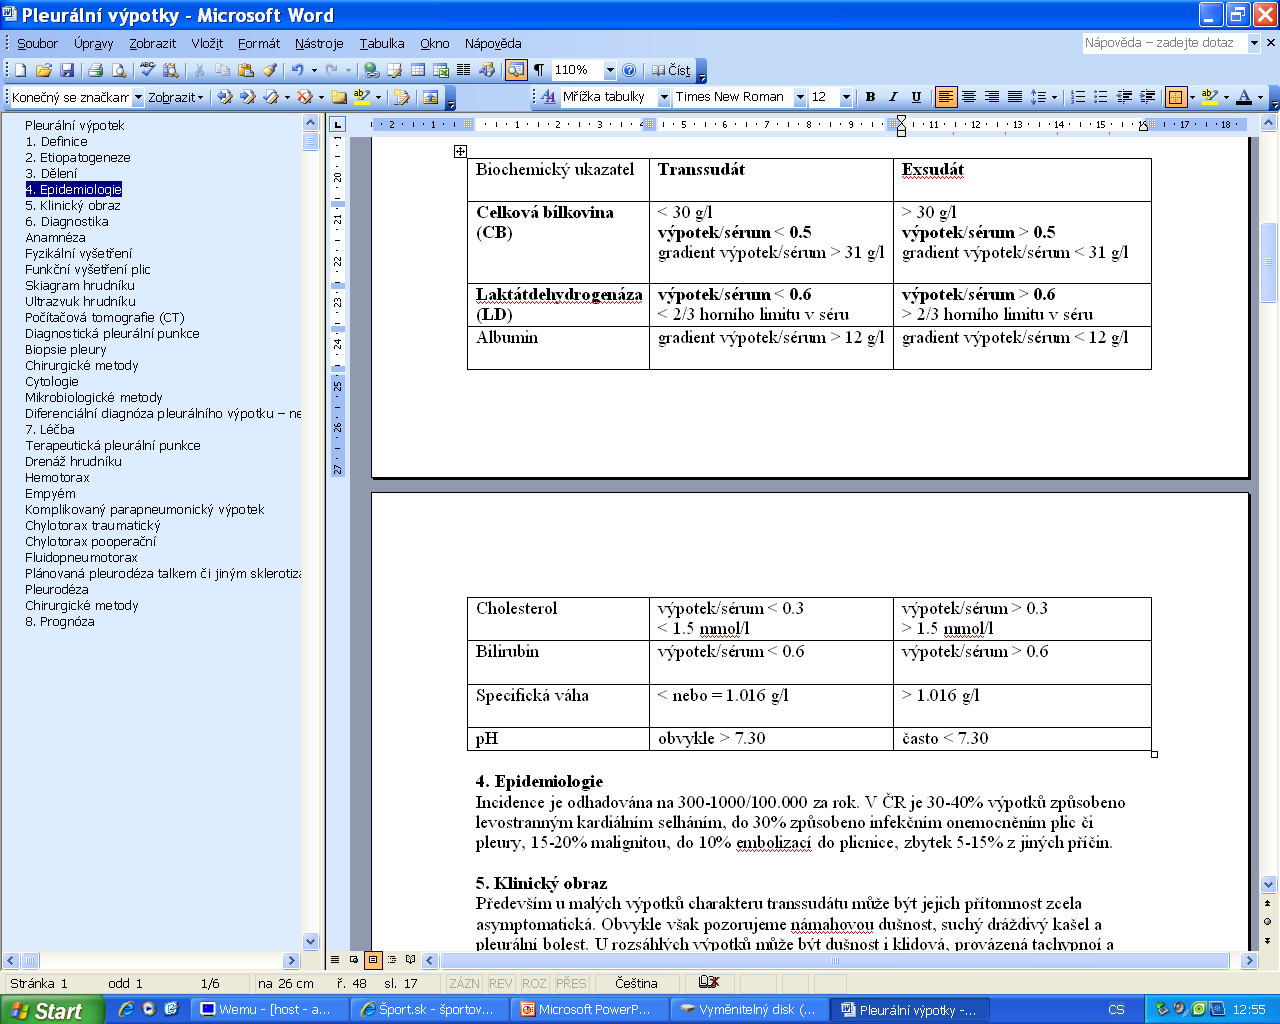 Pleurální výpotky - Microsoft Word
Soubor Úpravy Zobrazit Vložit Formát Nástroje Tabulka Okno Nápověda
Nápověda – zadejte dotaz
110% Číst
Konečný se značkam Zobrazit Mřížka tabulky Times New Roman 12 B I U
Pleurální výpotek
1. Definice
2. Etiopatogeneze
3. Dělení
4. Epidemiologie
5. Klinický obraz
6. Diagnostika
Anamnéza
Fyzikální vyšetření
Funkční vyšetření plic
Skiagram hrudníku
Ultrazvuk hrudníku
Počítačová tomografie (CT)
Diagnostická pleurální punkce
Biopsie pleury
Chirurgické metody
Cytologie
Mikrobiologické metody
Diferenciální diagnóza pleurálního výpotku – ne
7. Léčba
Terapeutická pleurální punkce
Drenáž hrudníku
Hemotorax
Empyém
Komplikovaný parapneumonický výpotek
Chylotorax traumatický
Chylotorax pooperační
Fluidopneumotorax
Plánovaná pleurodéza talkem či jiným sklerotiza
Pleurodéza
Chirurgické metody
8. Prognóza
Biochemický ukazatel Transsudát Exsudát
Celková bílkovina (CB)
< 30 g/l
výpotek/sérum < 0.5
gradient výpotek/sérum > 31 g/l
> 30 g/l
výpotek/sérum > 0.5
gradient výpotek/sérum < 31 g/l
Laktátdehydrogenáza (LD)
výpotek/sérum < 0.6
< 2/3 horního limitu v séru
výpotek/sérum > 0.6
> 2/3 horního limitu v séru
Albumin gradient výpotek/sérum > 12 g/l gradient výpotek/sérum < 12 g/l
Cholesterol
výpotek/sérum < 0.3
< 1.5 mmol/l
výpotek/sérum > 0.3
> 1.5 mmol/l
Bilirubin výpotek/sérum < 0.6 výpotek/sérum > 0.6
Specifická váha < nebo = 1.016 g/l > 1.016 g/l
pH obvykle > 7.30 často < 7.30
4. Epidemiologie
Incidence je odhadována na 300-1000/100.000 za rok. V ČR je 30-40% výpotků způsobeno
levostranným kardiálním selháním, do 30% způsobeno infekčním onemocněním plic či
pleury, 15-20% malignitou, do 10% embolizací do plicnice, zbytek 5-15% z jiných příčin.
5. Klinický obraz
Především u malých výpotků charakteru transsudátu může být jejich přítomnost zcela
asymptomatická. Obvykle však pozorujeme námahovou dušnost, suchý dráždivý kašel a
pleurální bolest. U rozsáhlých výpotků může být dušnost i klidová, provázená tachypnoí a
Stránka 1 odd 1 1/6 na 26 cm ř. 48 sl. 17 ZÁZN REV ROZ PŘES Čeština
Start Wemu - [host - a... Šport.sk - športov... Microsoft PowerP... Vyměnitelný disk (... Pleurální výpotky -... CS 12:55